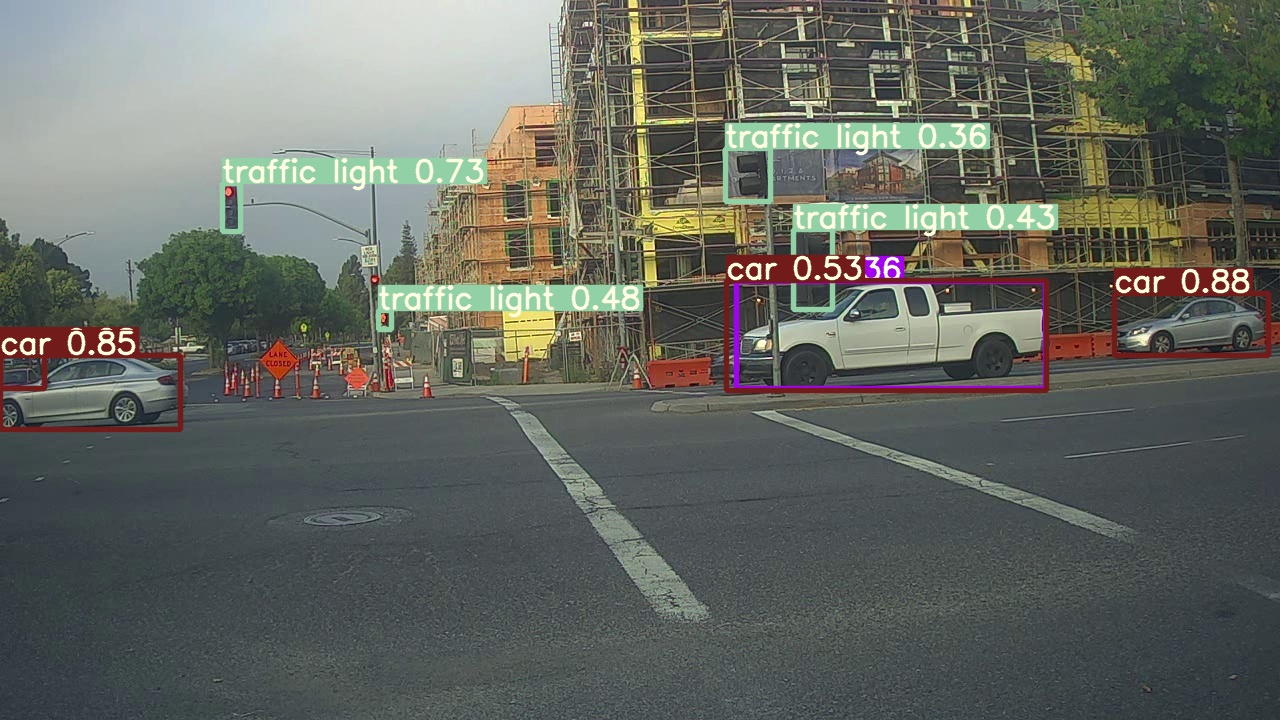 traffic light 0.36
traffic light 0.73
traffic light 0.43
car 0.53
36
car 0.88
traffic light 0.48
car 0.85
LANE
CLOSED